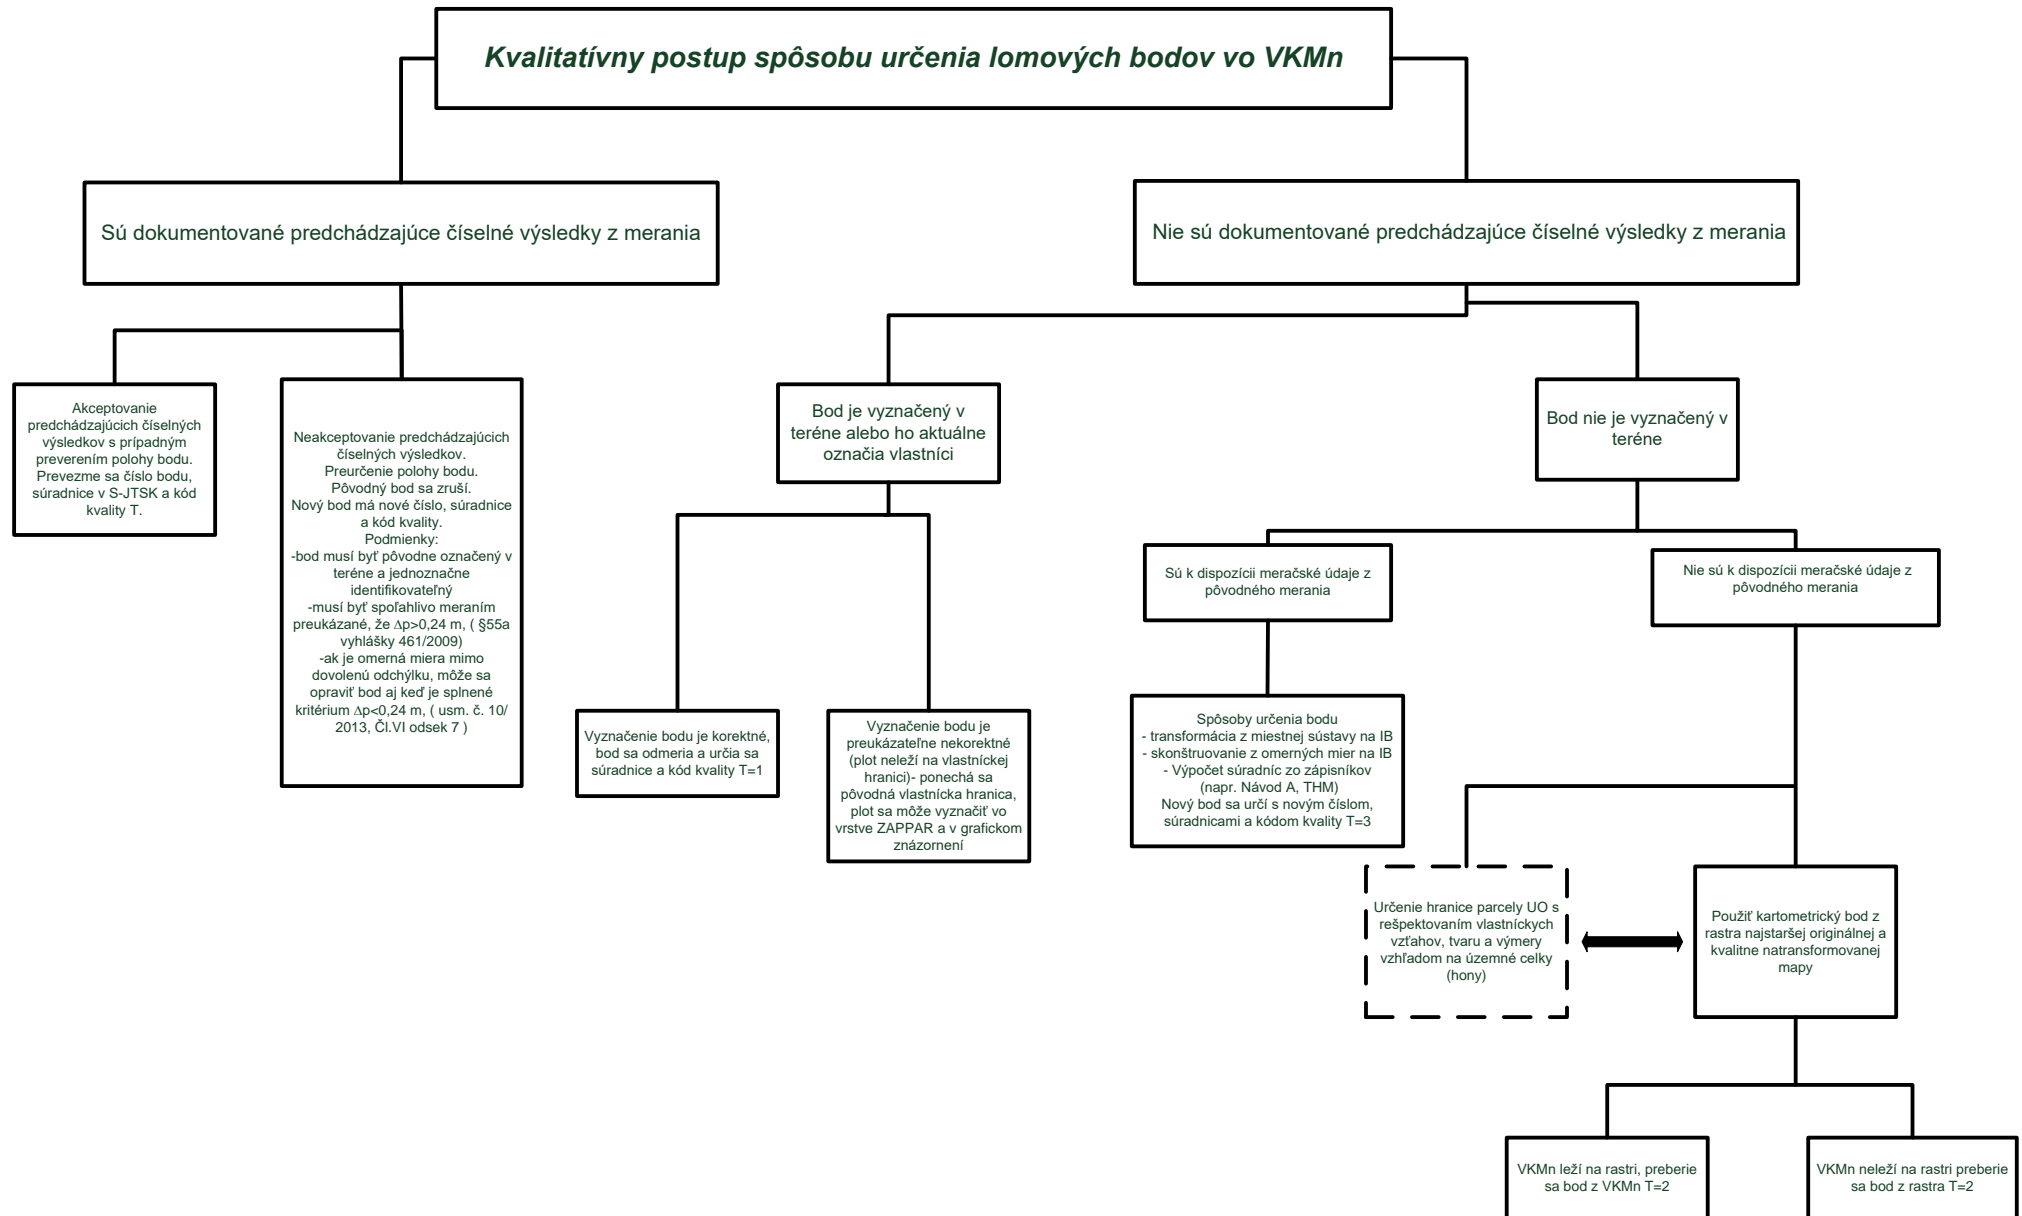 Kvalitatívny postup spôsobu určenia lomových bodov vo VKMn
Sú dokumentované predchádzajúce číselné výsledky z merania
Nie sú dokumentované predchádzajúce číselné výsledky z merania
Akceptovanie
predchádzajúcich číselných
výsledkov s prípadným
preverením polohy bodu.
Prevezme sa číslo bodu,
súradnice v S-JTSK a kód
kvality T.
Neakceptovanie predchádzajúcich
číselných výsledkov.
Preurčenie polohy bodu.
Pôvodný bod sa zruší.
Nový bod má nové číslo, súradnice
a kód kvality.
Podmienky:
-bod musí byť pôvodne označený v
teréne a jednoznačne
identifikovateľný
-musí byť spoľahlivo meraním
preukázané, že Δp>0,24 m, ( §55a
vyhlášky 461/2009)
-ak je omerná miera mimo
dovolenú odchýlku, môže sa
opraviť bod aj keď je splnené
kritérium Δp<0,24 m, ( usm. č. 10/
2013, Čl.VI odsek 7 )
Bod je vyznačený v
teréne alebo ho aktuálne
označia vlastníci
Bod nie je vyznačený v
teréne
Vyznačenie bodu je korektné,
bod sa odmeria a určia sa
súradnice a kód kvality T=1
Vyznačenie bodu je
preukázateľne nekorektné
(plot neleží na vlastníckej
hranici)- ponechá sa
pôvodná vlastnícka hranica,
plot sa môže vyznačiť vo
vrstve ZAPPAR a v grafickom
znázornení
Sú k dispozícii meračské údaje z
pôvodného merania
Nie sú k dispozícii meračské údaje z
pôvodného merania
Spôsoby určenia bodu
- transformácia z miestnej sústavy na IB
- skonštruovanie z omerných mier na IB
- Výpočet súradníc zo zápisníkov
(napr. Návod A, THM)
Nový bod sa určí s novým číslom,
súradnicami a kódom kvality T=3
Určenie hranice parcely UO s
rešpektovaním vlastníckych
vzťahov, tvaru a výmery
vzhľadom na územné celky
(hony)
Použiť kartometrický bod z
rastra najstaršej originálnej a
kvalitne natransformovanej
mapy
VKMn leží na rastri, preberie
sa bod z VKMn T=2
VKMn neleží na rastri preberie
sa bod z rastra T=2